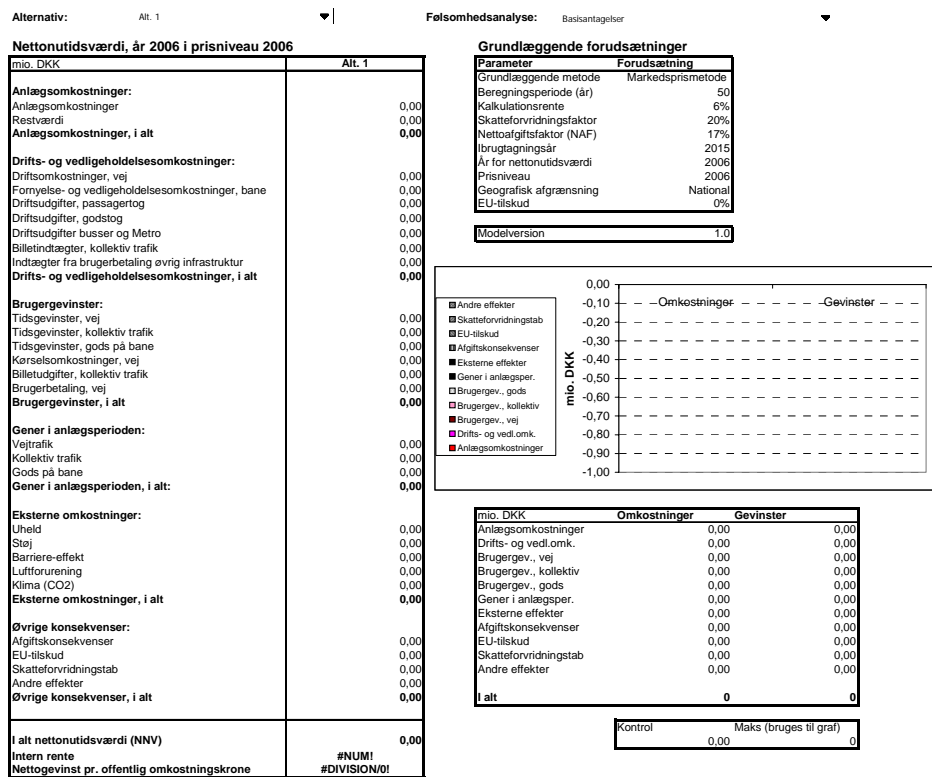 Alternativ: Alt. 1
Følsomhedsanalyse: Basisantagelser
Nettonutidsværdi, år 2006 i prisniveau 2006
mio. DKK Alt. 1
Anlægsomkostninger:
Anlægsomkostninger 0,00
Restværdi 0,00
Anlægsomkostninger, i alt 0,00
Drifts- og vedligeholdelsesomkostninger:
Driftsomkostninger, vej 0,00
Fornyelse- og vedligeholdelsesomkostninger, bane 0,00
Driftsudgifter, passagertog 0,00
Driftsudgifter, godstog 0,00
Driftsudgifter busser og Metro 0,00
Billetindtægter, kollektiv trafik 0,00
Indtægter fra brugerbetaling øvrig infrastruktur 0,00
Drifts- og vedligeholdelsesomkostninger, i alt 0,00
Brugergevinster:
Tidsgevinster, vej 0,00
Tidsgevinster, kollektiv trafik 0,00
Tidsgevinster, gods på bane 0,00
Kørselsomkostninger, vej 0,00
Billetudgifter, kollektiv trafik 0,00
Brugerbetaling, vej 0,00
Brugergevinster, i alt 0,00
Gener i anlægsperioden:
Vejtrafik 0,00
Kollektiv trafik 0,00
Gods på bane 0,00
Gener i anlægsperioden, i alt: 0,00
Eksterne omkostninger:
Uheld 0,00
Støj 0,00
Barriere-effekt 0,00
Luftforurening 0,00
Klima (CO2) 0,00
Eksterne omkostninger, i alt 0,00
Øvrige konsekvenser:
Afgiftskonsekvenser 0,00
EU-tilskud 0,00
Skatteforvridningstab 0,00
Andre effekter 0,00
Øvrige konsekvenser, i alt 0,00
I alt nettonutidsværdi (NNV) 0,00
Intern rente #NUM!
Nettogevinst pr. offentlig omkostningskrone #DIVISION/0!
Grundlæggende forudsætninger
Parameter Forudsætning
Grundlæggende metode Markedsprismetode
Beregningsperiode (år) 50
Kalkulationsrente 6%
Skatteforvridningsfaktor 20%
Nettoafgiftsfaktor (NAF) 17%
Ibrugtagningsår 2015
År for nettonutidsværdi 2006
Prisniveau 2006
Geografisk afgrænsning National
EU-tilskud 0%
Modelversion 1.0
Andre effekter
Skatteforvridningstab
EU-tilskud
Afgiftskonsekvenser
Eksterne effekter
Gener i anlægsper.
Brugergev., gods
Brugergev., kollektiv
Brugergev., vej
Drifts- og vedl.omk.
Anlægsomkostninger
mio. DKK
0,00
-0,10
-0,20
-0,30
-0,40
-0,50
-0,60
-0,70
-0,80
-0,90
-1,00
Omkostninger Gevinster
mio. DKK Omkostninger Gevinster
Anlægsomkostninger 0,00 0,00
Drifts- og vedl.omk. 0,00 0,00
Brugergev., vej 0,00 0,00
Brugergev., kollektiv 0,00 0,00
Brugergev., gods 0,00 0,00
Gener i anlægsper. 0,00 0,00
Eksterne effekter 0,00 0,00
Afgiftskonsekvenser 0,00 0,00
EU-tilskud 0,00 0,00
Skatteforvridningstab 0,00 0,00
Andre effekter 0,00 0,00
I alt 0 0
Kontrol Maks (bruges til graf)
0,00 0